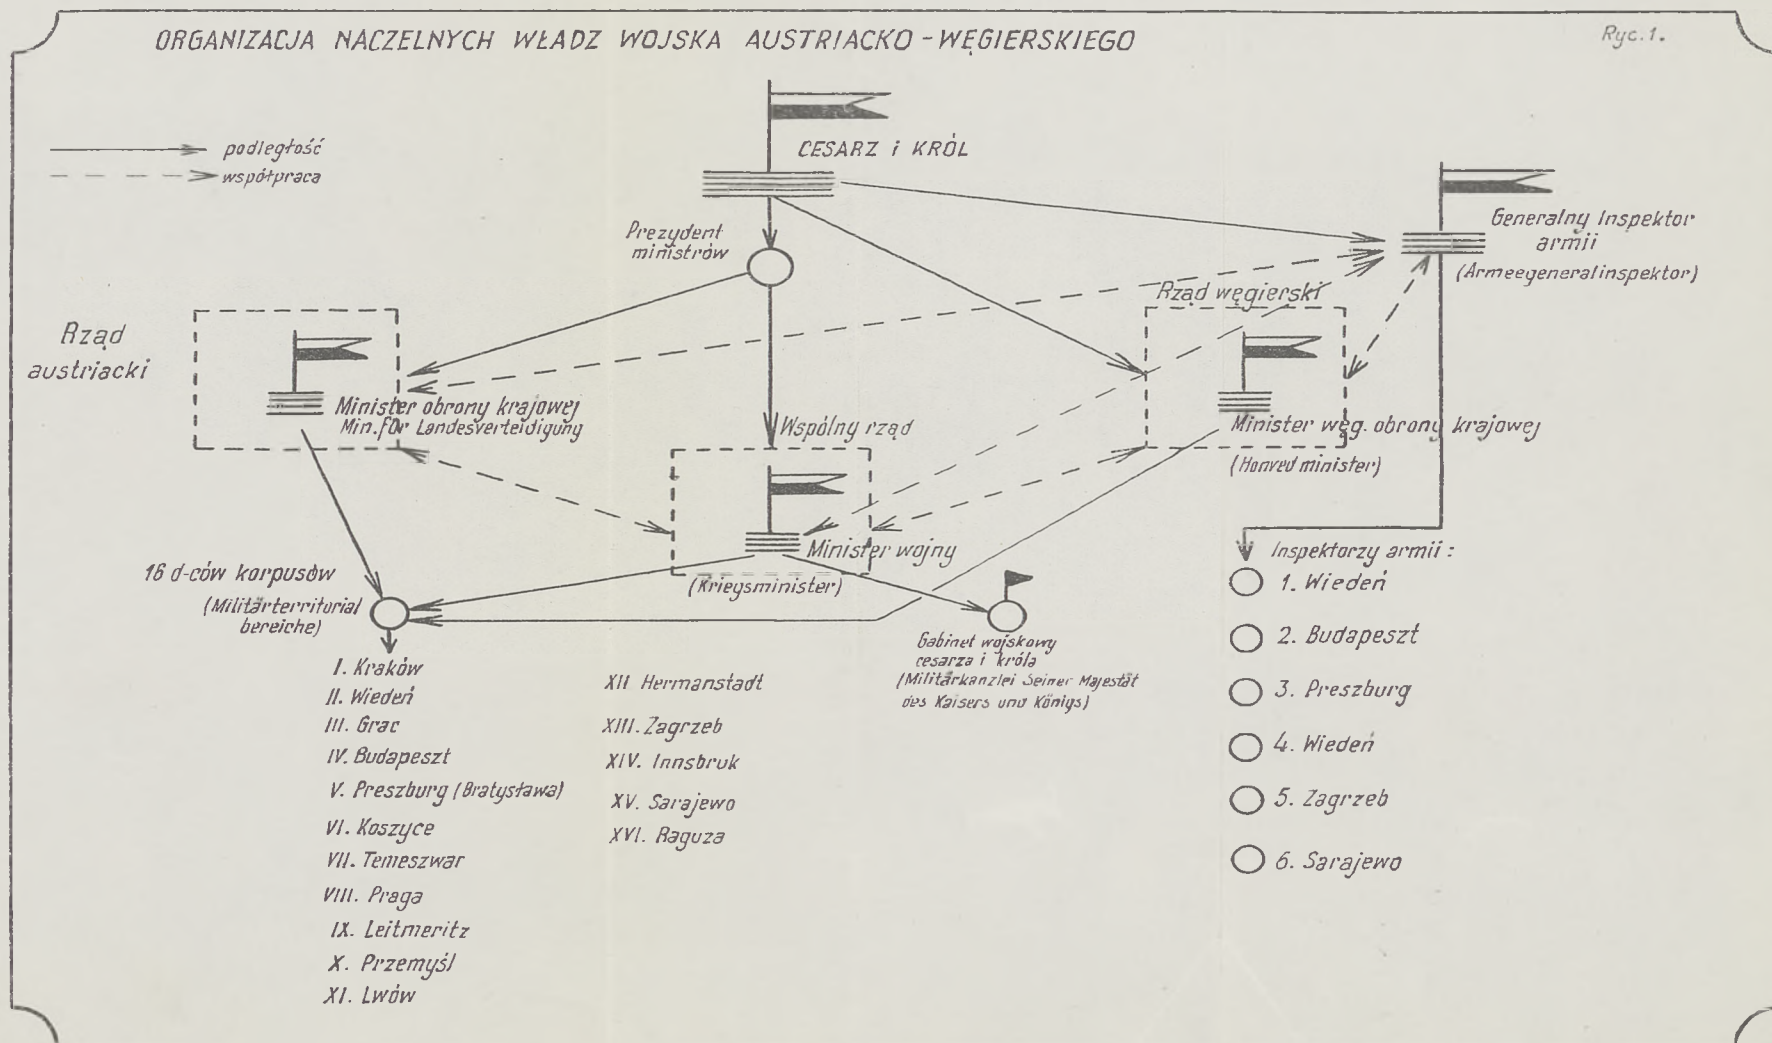 ORGANIZACJA NACZELNYCH WŁADZ WOJSKA AUSTRIACKO-WĘGIERSKIEGO
Ryc.1.
podległość
współpraca
CESARZ i KRÓL
Generalny Inspektor
armii
(Armeegeneralinspektor)
Prezydent
ministrów
Rząd węgierski
Rząd
austriacki
Minister obrony krajowej
Min. für Landesverteidigung
Wspólny rząd
Minister węg. obrony krajowej
(Honved minister)
Minister wojny
(Kriegsminister)
16 d-ców korpusów
(Militärterritorial
bereiche)
Gabinet wojskowy
cesarza i króla
(Militärkanzlei Seiner Majestät
des Kaisers und Königs)
I. Kraków
II. Wiedeń
III. Grac
IV. Budapeszt
V. Preszburg (Bratysława)
VI. Koszyce
VII. Temeszwar
VIII. Praga
IX. Leitmeritz
X. Przemyśl
XI. Lwów
XII Hermanstadt
XIII. Zagrzeb
XIV. Innsbruk
XV. Sarajewo
XVI. Raguza
Inspektorzy armii:
1. Wiedeń
2. Budapeszt
3. Preszburg
4. Wiedeń
5. Zagrzeb
6. Sarajewo